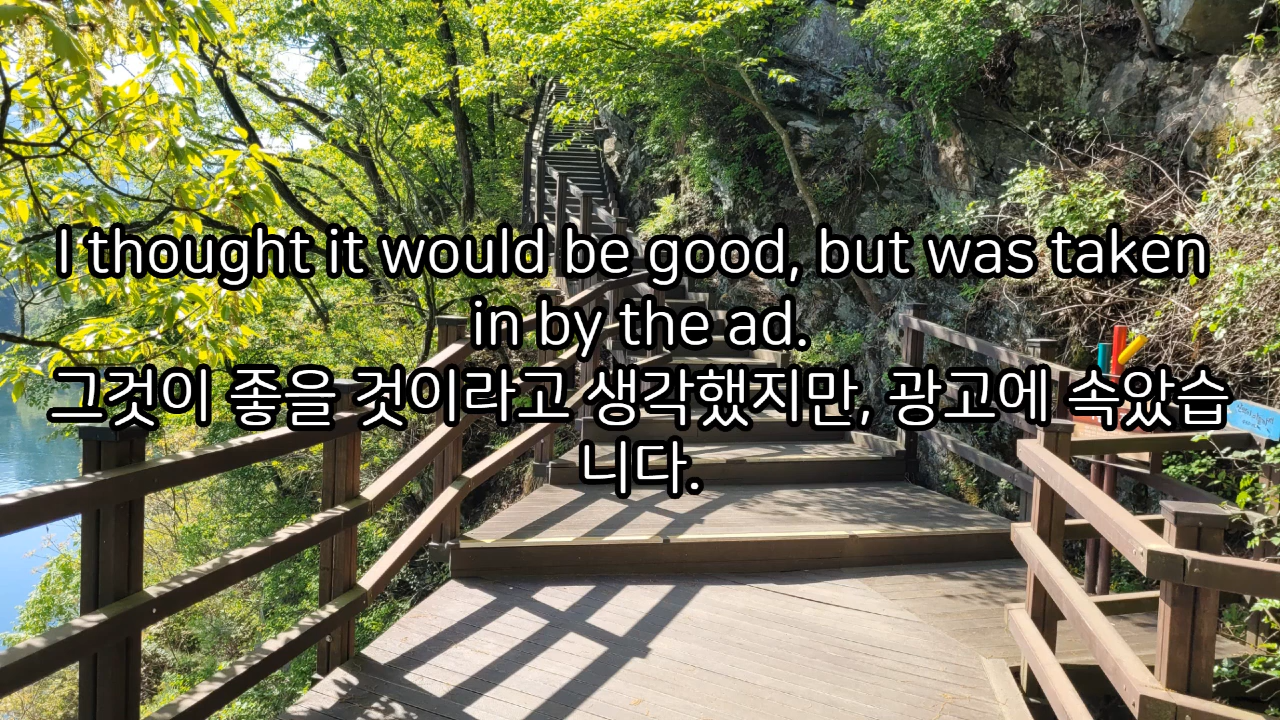 I thought it would be good, but was taken
in by the ad.
그것이 좋을 것이라고 생각했지만, 광고에 속았습
니다.